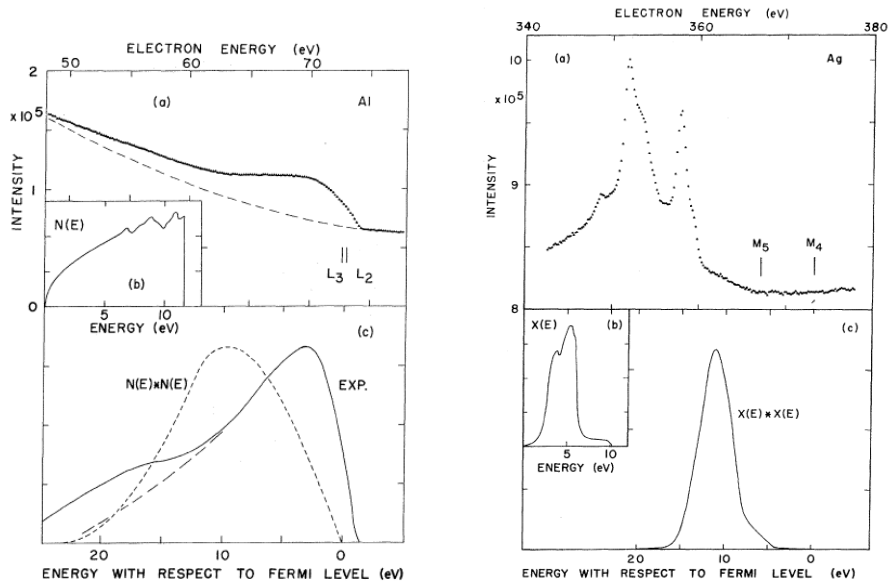 ELECTRON ENERGY (eV)
50 60 70
2
(a) Al
× 10⁵
INTENSITY
1
N(E)
(b)
L₃ L₂
0
5 10
ENERGY (eV)
(c)
N(E)*N(E)
EXP.
20 10 0
ENERGY WITH RESPECT TO FERMI LEVEL (eV)
340 ELECTRON ENERGY (eV) 380
360
10
(a) Ag
×10⁵
INTENSITY
9
M₅ M₄
8
X(E) (b)
(c)
X(E) * X(E)
5 10
ENERGY (eV)
20 10 0
ENERGY WITH RESPECT TO FERMI LEVEL (eV)